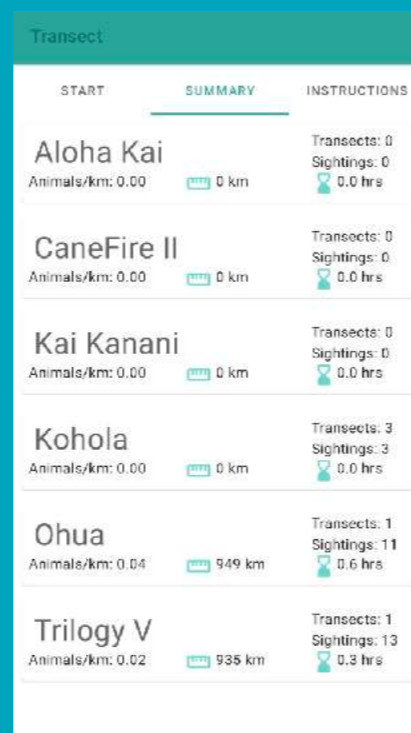 Transect
START SUMMARY INSTRUCTIONS
Aloha Kai
Transects: 0
Sightings: 0
Animals/km: 0.00 0 km 0.0 hrs
CaneFire II
Transects: 0
Sightings: 0
Animals/km: 0.00 0 km 0.0 hrs
Kai Kanani
Transects: 0
Sightings: 0
Animals/km: 0.00 0 km 0.0 hrs
Kohola
Transects: 3
Sightings: 3
Animals/km: 0.00 0 km 0.0 hrs
Ohua
Transects: 1
Sightings: 11
Animals/km: 0.04 949 km 0.6 hrs
Trilogy V
Transects: 1
Sightings: 13
Animals/km: 0.02 935 km 0.3 hrs